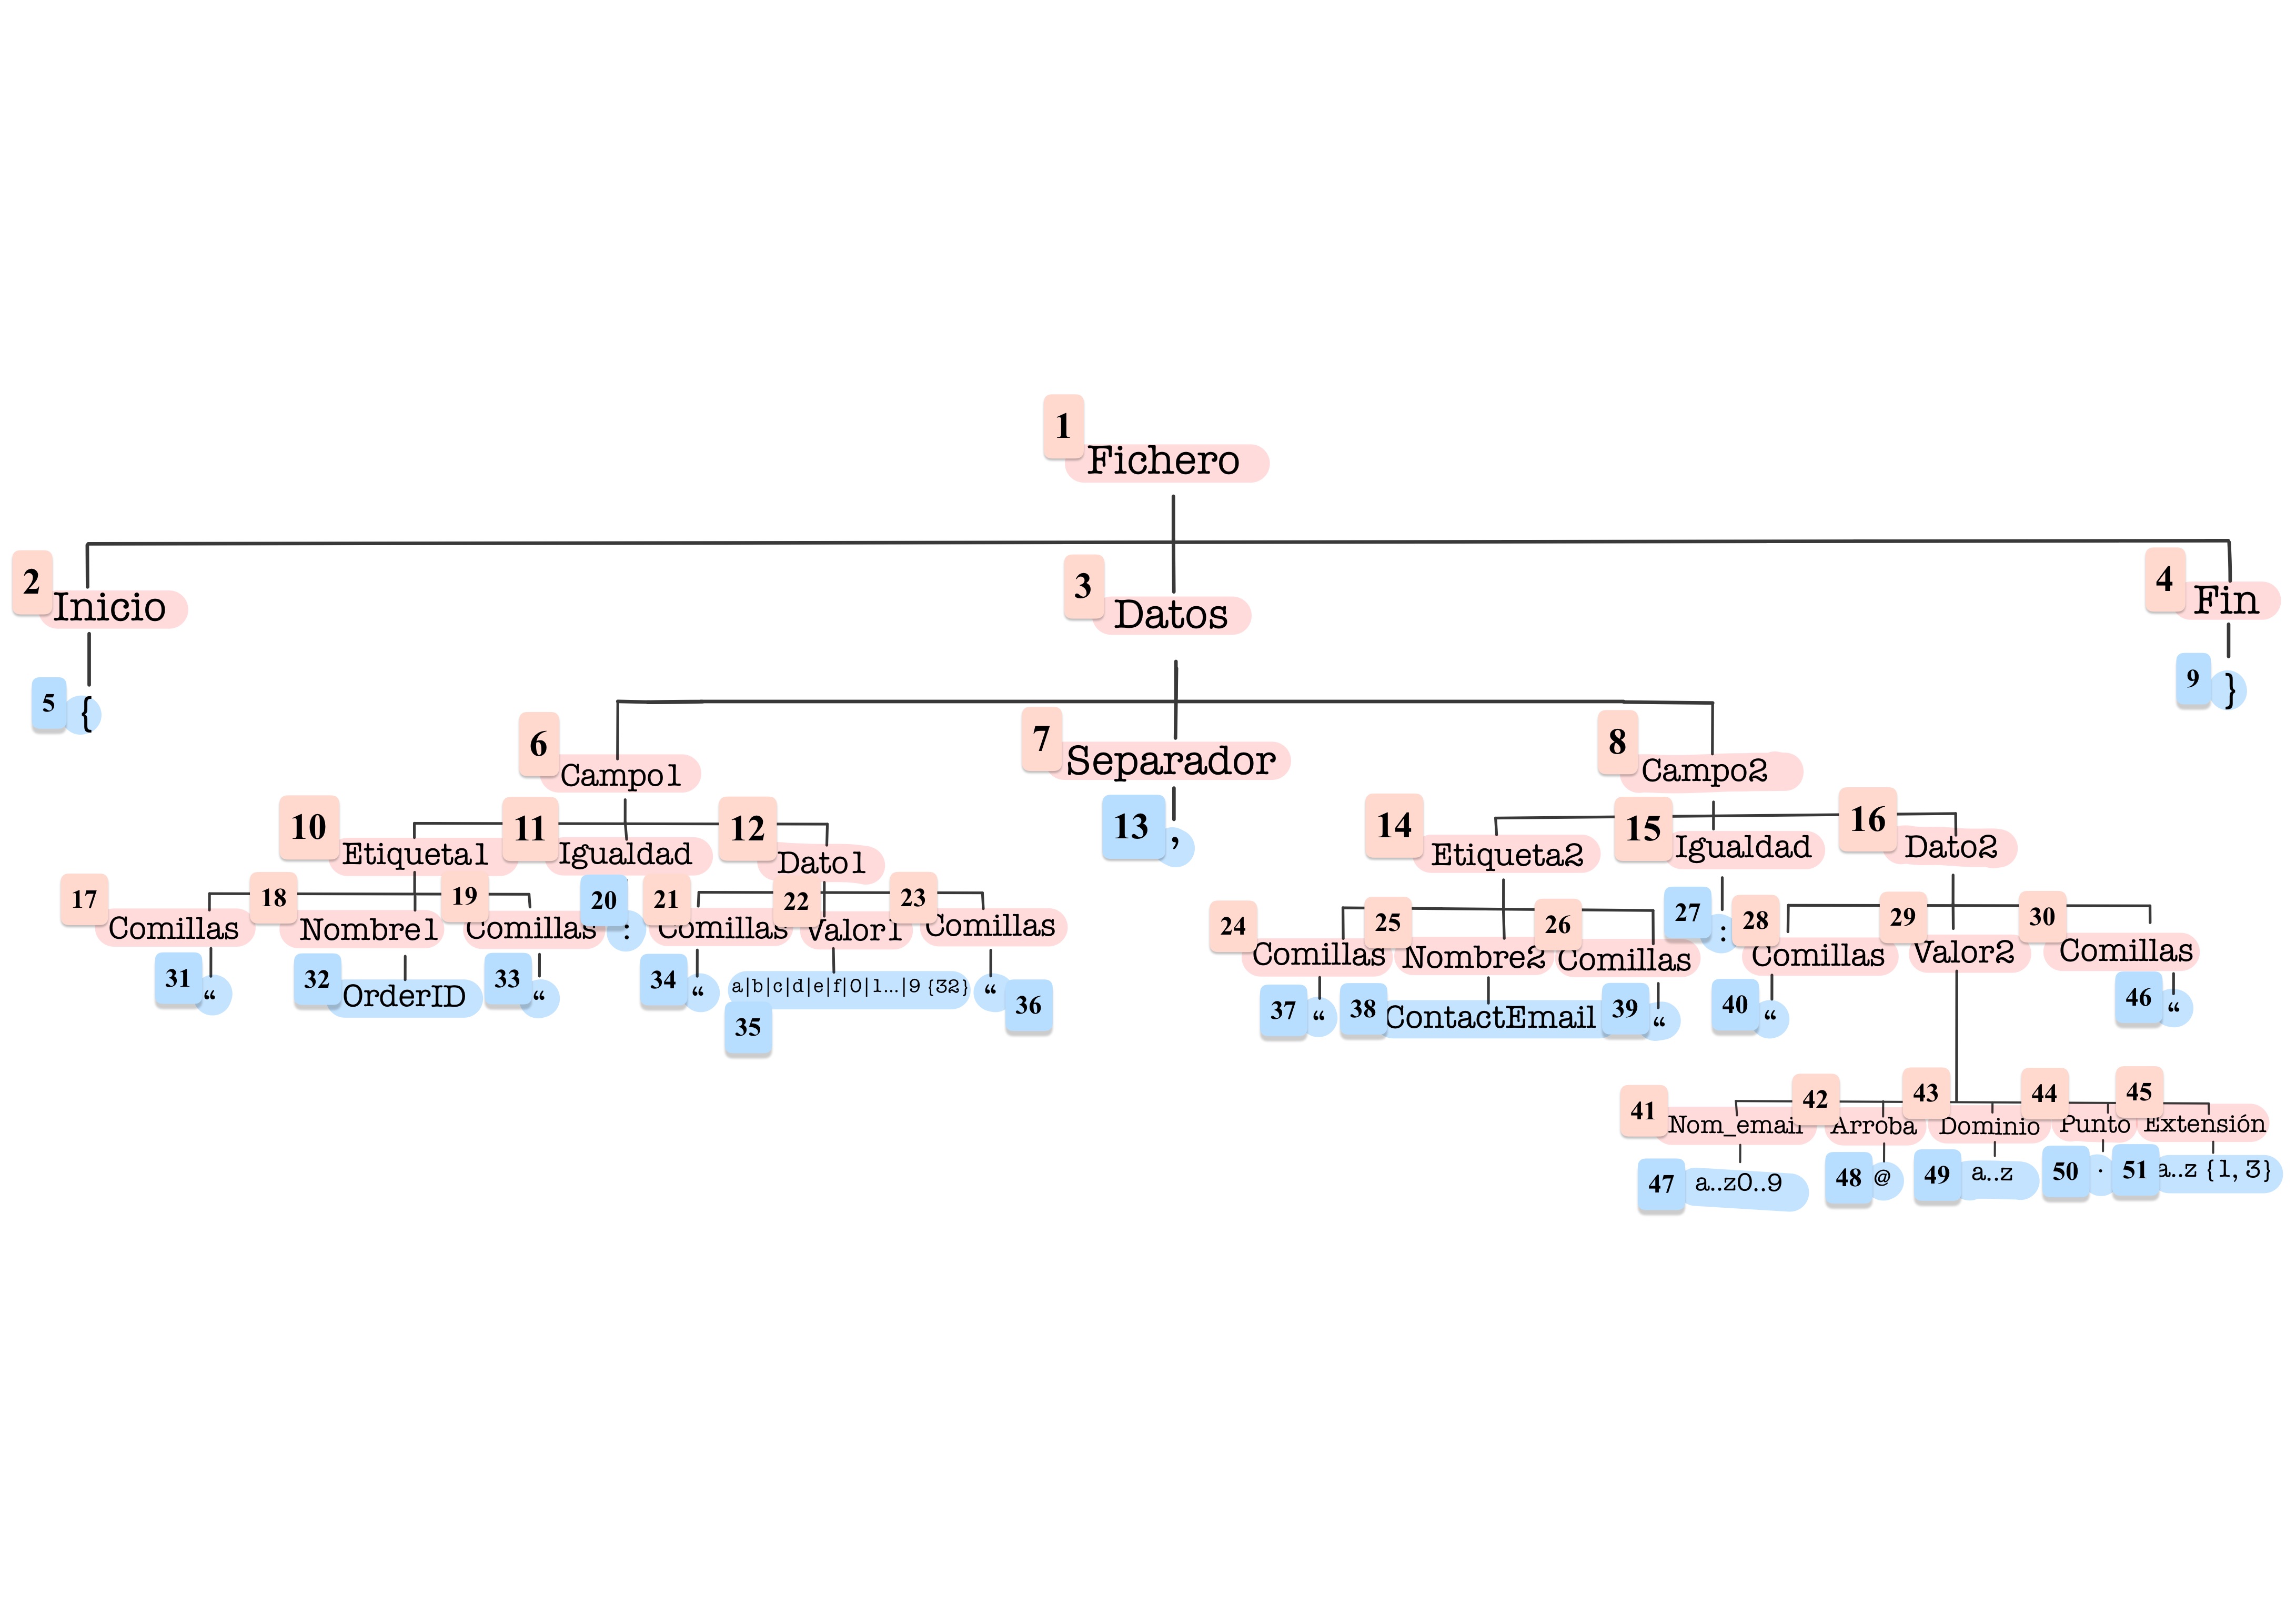 1
Fichero
2
Inicio
3
Datos
4
Fin
5
{
9
}
6
Campo1
7
Separador
8
Campo2
13
,
10
Etiqueta1
11
Igualdad
12
Dato1
14
Etiqueta2
15
Igualdad
16
Dato2
17
Comillas
18
Nombre1
19
Comillas
20
:
21
Comillas
22
Valor1
23
Comillas
24
Comillas
25
Nombre2
26
Comillas
27
:
28
Comillas
29
Valor2
30
Comillas
31
“
32
OrderID
33
“
34
“
35
a|b|c|d|e|f|0|1...|9 {32}
36
“
37
“
38
ContactEmail
39
“
40
“
46
“
41
Nom_email
42
Arroba
43
Dominio
44
Punto
45
Extensión
47
a..z0..9
48
@
49
a..z
50
.
51
a..z {1, 3}